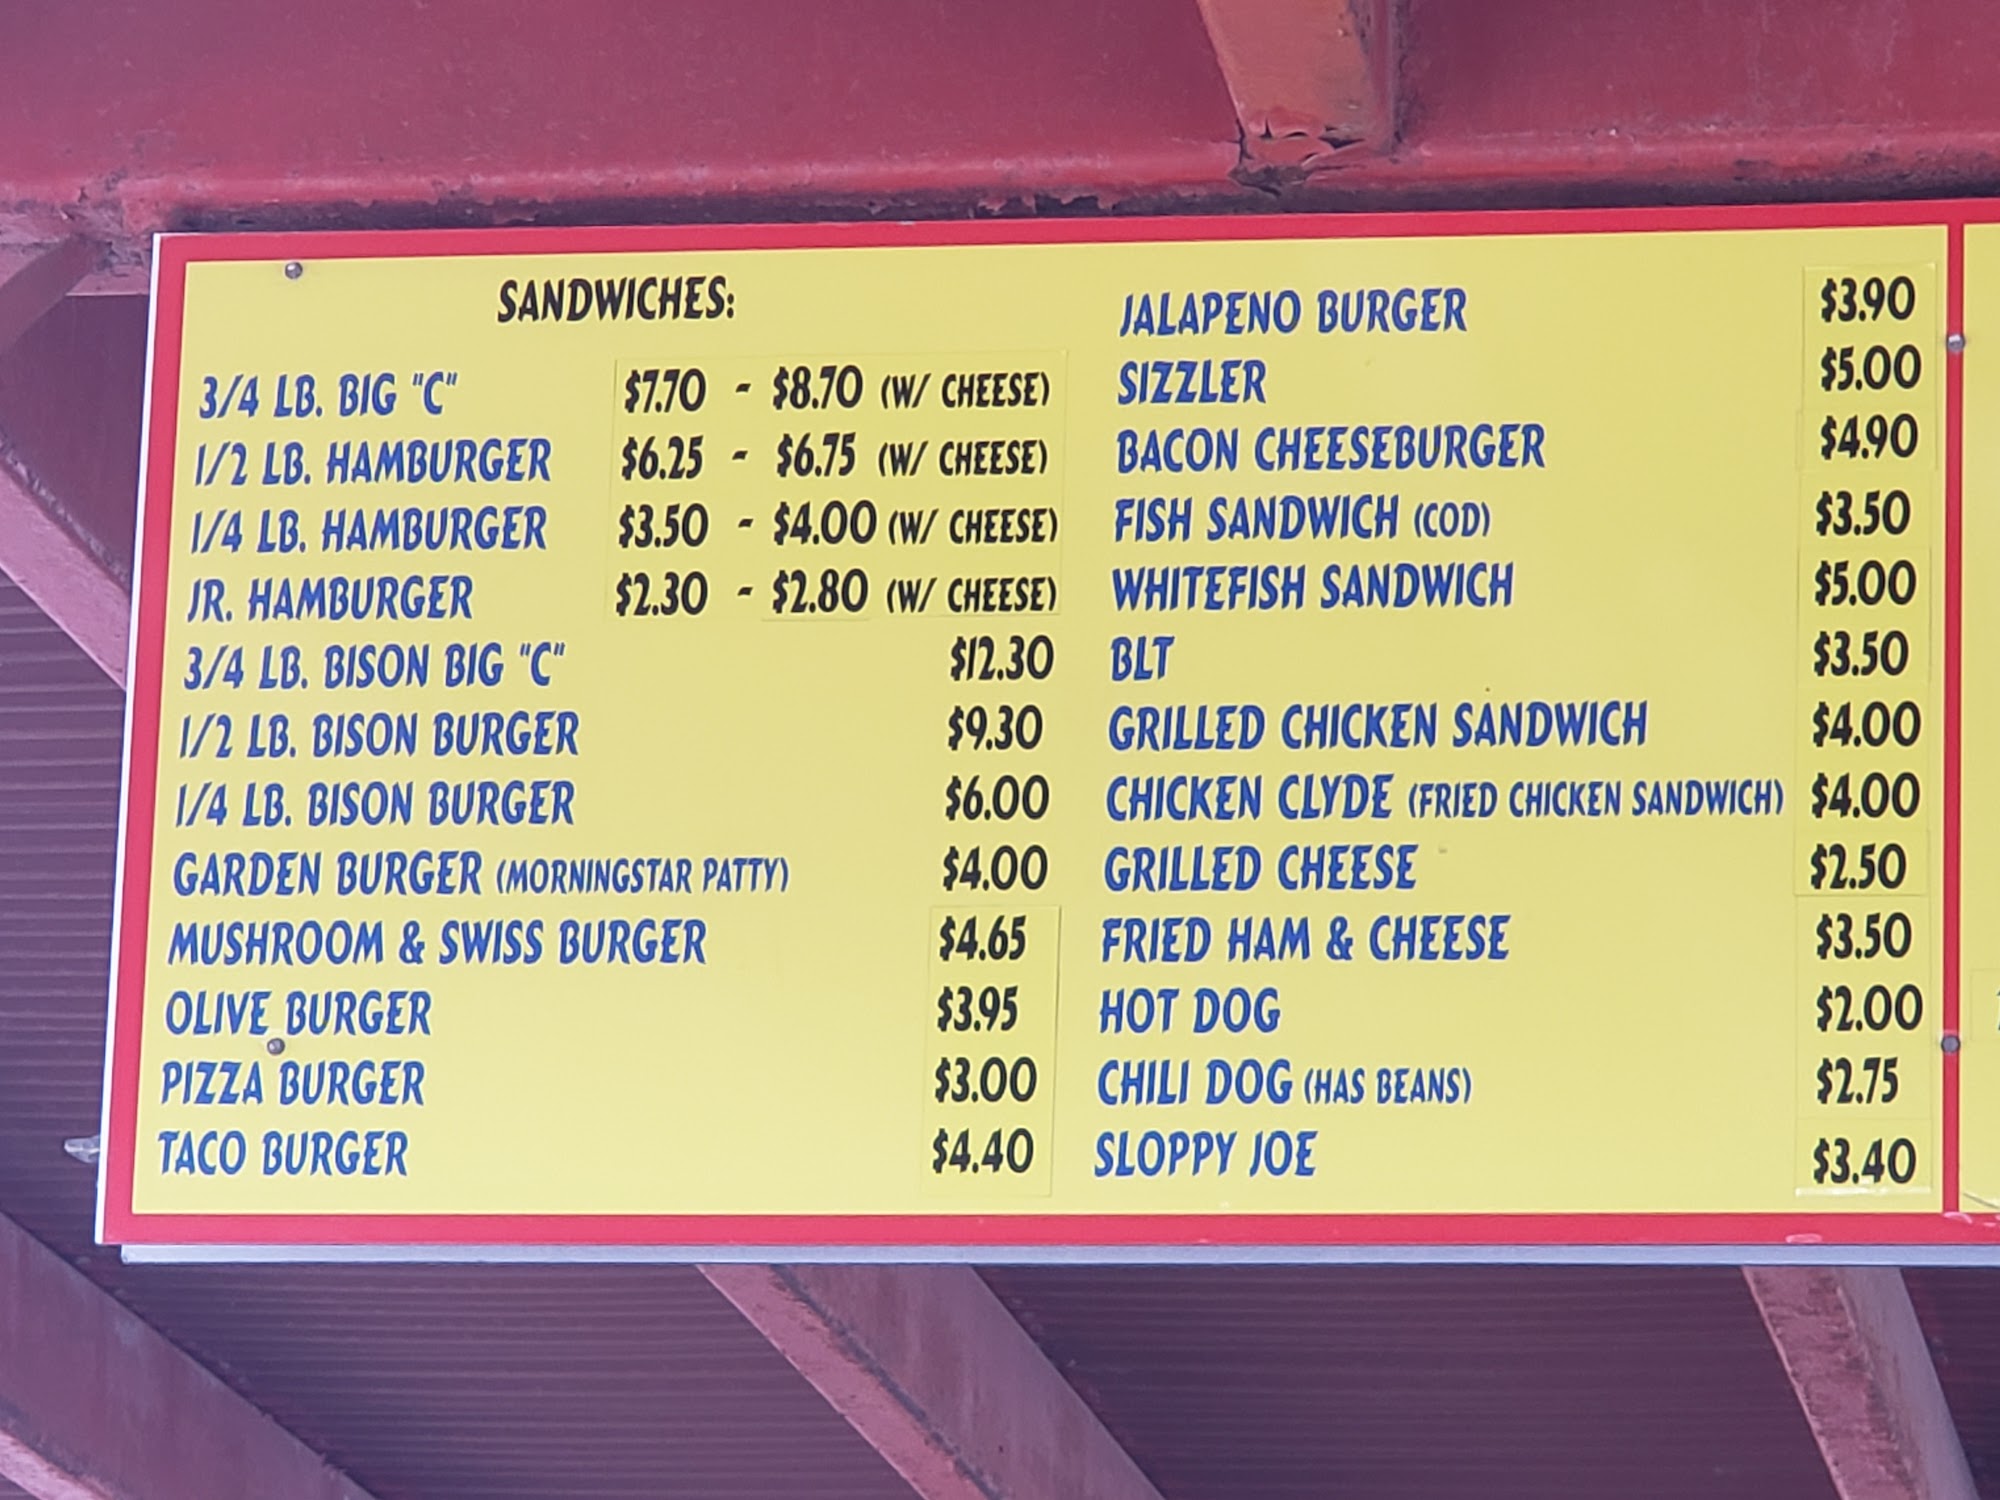 SANDWICHES:
3/4 LB. BIG "C" $7.70 - $8.70 (W/ CHEESE)
1/2 LB. HAMBURGER $6.25 - $6.75 (W/ CHEESE)
1/4 LB. HAMBURGER $3.50 - $4.00 (W/ CHEESE)
JR. HAMBURGER $2.30 - $2.80 (W/ CHEESE)
3/4 LB. BISON BIG "C" $12.30
1/2 LB. BISON BURGER $9.30
1/4 LB. BISON BURGER $6.00
GARDEN BURGER (MORNINGSTAR PATTY) $4.00
MUSHROOM & SWISS BURGER $4.65
OLIVE BURGER $3.95
PIZZA BURGER $3.00
TACO BURGER $4.40
JALAPENO BURGER $3.90
SIZZLER $5.00
BACON CHEESEBURGER $4.90
FISH SANDWICH (COD) $3.50
WHITEFISH SANDWICH $5.00
BLT $3.50
GRILLED CHICKEN SANDWICH $4.00
CHICKEN CLYDE (FRIED CHICKEN SANDWICH) $4.00
GRILLED CHEESE $2.50
FRIED HAM & CHEESE $3.50
HOT DOG $2.00
CHILI DOG (HAS BEANS) $2.75
SLOPPY JOE $3.40